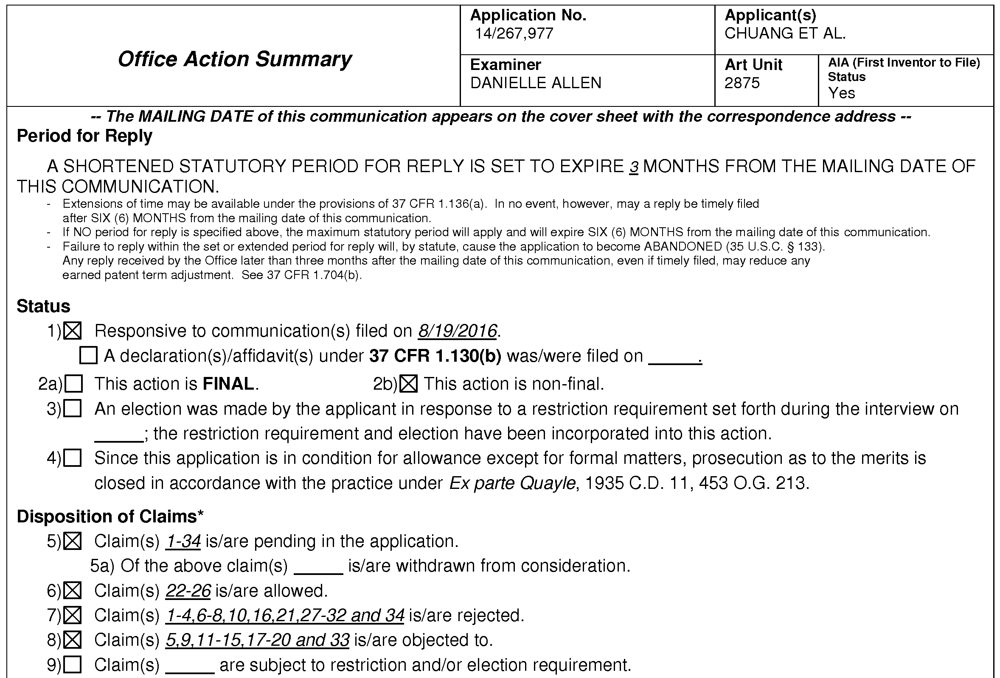 Office Action Summary
Application No.
14/267,977
Applicant(s)
CHUANG ET AL.
Examiner
DANIELLE ALLEN
Art Unit
2875
AIA (First Inventor to File)
Status
Yes
-- The MAILING DATE of this communication appears on the cover sheet with the correspondence address --
Period for Reply
A SHORTENED STATUTORY PERIOD FOR REPLY IS SET TO EXPIRE 3 MONTHS FROM THE MAILING DATE OF
THIS COMMUNICATION.
- Extensions of time may be available under the provisions of 37 CFR 1.136(a). In no event, however, may a reply be timely filed
after SIX (6) MONTHS from the mailing date of this communication.
- If NO period for reply is specified above, the maximum statutory period will apply and will expire SIX (6) MONTHS from the mailing date of this communication.
- Failure to reply within the set or extended period for reply will, by statute, cause the application to become ABANDONED (35 U.S.C. § 133).
Any reply received by the Office later than three months after the mailing date of this communication, even if timely filed, may reduce any
earned patent term adjustment. See 37 CFR 1.704(b).
Status
1)☒ Responsive to communication(s) filed on 8/19/2016.
☐ A declaration(s)/affidavit(s) under 37 CFR 1.130(b) was/were filed on _____.
2a)☐ This action is FINAL. 2b)☒ This action is non-final.
3)☐ An election was made by the applicant in response to a restriction requirement set forth during the interview on
_____; the restriction requirement and election have been incorporated into this action.
4)☐ Since this application is in condition for allowance except for formal matters, prosecution as to the merits is
closed in accordance with the practice under Ex parte Quayle, 1935 C.D. 11, 453 O.G. 213.
Disposition of Claims*
5)☒ Claim(s) 1-34 is/are pending in the application.
5a) Of the above claim(s) _____ is/are withdrawn from consideration.
6)☒ Claim(s) 22-26 is/are allowed.
7)☒ Claim(s) 1-4,6-8,10,16,21,27-32 and 34 is/are rejected.
8)☒ Claim(s) 5,9,11-15,17-20 and 33 is/are objected to.
9)☐ Claim(s) _____ are subject to restriction and/or election requirement.